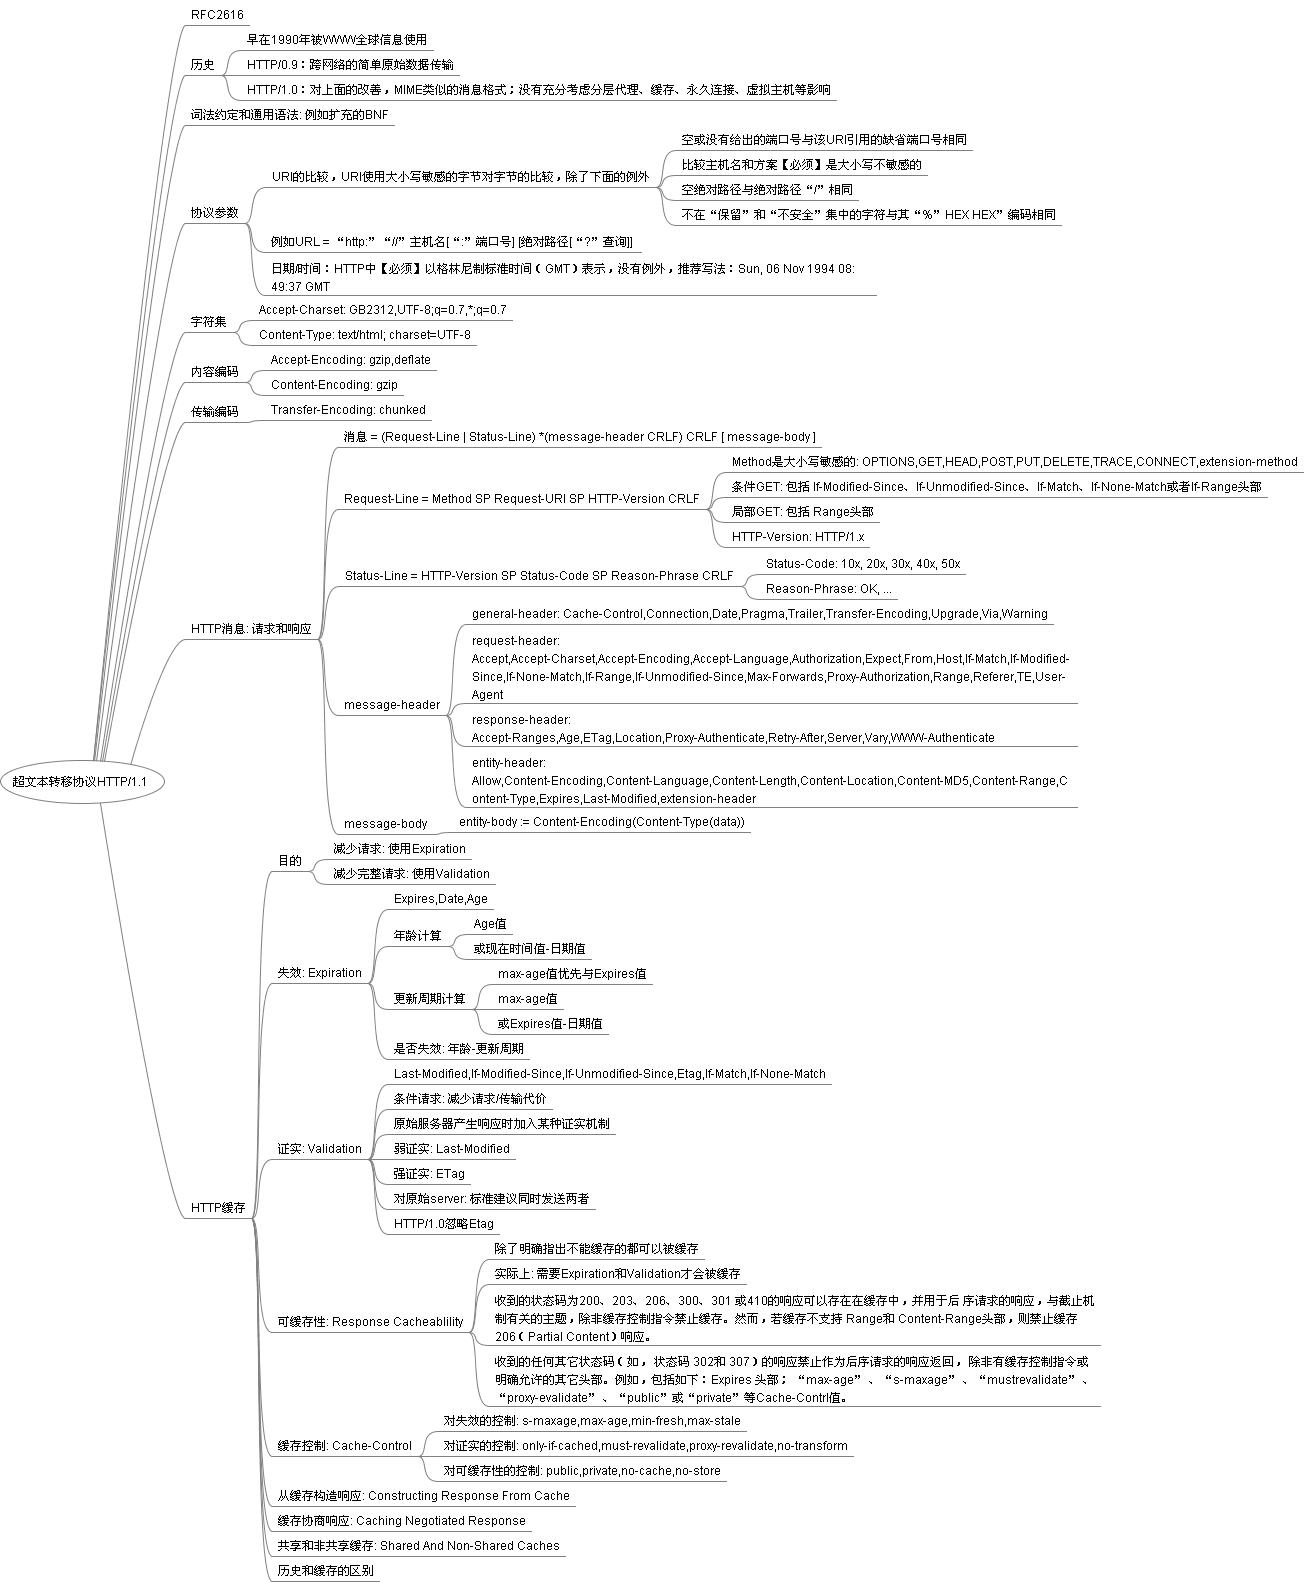 RFC2616
早在1990年被WWW全球信息使用
历史
HTTP/0.9：跨网络的简单原始数据传输
HTTP/1.0：对上面的改善，MIME类似的消息格式；没有充分考虑分层代理、缓存、永久连接、虚拟主机等影响
词法约定和通用语法: 例如扩充的BNF
空或没有给出的端口号与该URI引用的缺省端口号相同
比较主机名和方案【必须】是大小写不敏感的
URI的比较，URI使用大小写敏感的字节对字节的比较，除了下面的例外
空绝对路径与绝对路径“/”相同
不在“保留”和“不安全”集中的字符与其“%” HEX HEX”编码相同
协议参数
例如URL = “http:” “//” 主机名[ “:” 端口号] [绝对路径[ “?” 查询]]
日期/时间：HTTP中【必须】以格林尼制标准时间（GMT）表示，没有例外，推荐写法：Sun, 06 Nov 1994 08:
49:37 GMT
Accept-Charset: GB2312,UTF-8;q=0.7,*;q=0.7
字符集
Content-Type: text/html; charset=UTF-8
Accept-Encoding: gzip,deflate
内容编码
Content-Encoding: gzip
传输编码
Transfer-Encoding: chunked
消息 = (Request-Line | Status-Line) *(message-header CRLF) CRLF [ message-body ]
Method是大小写敏感的: OPTIONS,GET,HEAD,POST,PUT,DELETE,TRACE,CONNECT,extension-method
条件GET: 包括 If-Modified-Since、If-Unmodified-Since、If-Match、If-None-Match或者If-Range头部
Request-Line = Method SP Request-URI SP HTTP-Version CRLF
局部GET: 包括 Range头部
HTTP-Version: HTTP/1.x
Status-Code: 10x, 20x, 30x, 40x, 50x
Status-Line = HTTP-Version SP Status-Code SP Reason-Phrase CRLF
Reason-Phrase: OK, ...
HTTP消息: 请求和响应
general-header: Cache-Control,Connection,Date,Pragma,Trailer,Transfer-Encoding,Upgrade,Via,Warning
request-header:
Accept,Accept-Charset,Accept-Encoding,Accept-Language,Authorization,Expect,From,Host,If-Match,If-Modified-
Since,If-None-Match,If-Range,If-Unmodified-Since,Max-Forwards,Proxy-Authorization,Range,Referer,TE,User-
Agent
message-header
response-header:
Accept-Ranges,Age,ETag,Location,Proxy-Authenticate,Retry-After,Server,Vary,WWW-Authenticate
entity-header:
Allow,Content-Encoding,Content-Language,Content-Length,Content-Location,Content-MD5,Content-Range,C
ontent-Type,Expires,Last-Modified,extension-header
超文本转移协议HTTP/1.1
message-body
entity-body := Content-Encoding(Content-Type(data))
减少请求: 使用Expiration
目的
减少完整请求: 使用Validation
Expires,Date,Age
Age值
年龄计算
或现在时间值-日期值
失效: Expiration
max-age值优先与Expires值
更新周期计算
max-age值
或Expires值-日期值
是否失效: 年龄-更新周期
Last-Modified,If-Modified-Since,If-Unmodified-Since,Etag,If-Match,If-None-Match
条件请求: 减少请求/传输代价
原始服务器产生响应时加入某种证实机制
证实: Validation
弱证实: Last-Modified
强证实: ETag
对原始server: 标准建议同时发送两者
HTTP缓存
HTTP/1.0忽略Etag
除了明确指出不能缓存的都可以被缓存
实际上: 需要Expiration和Validation才会被缓存
收到的状态码为200、203、206、300、301 或410的响应可以存在在缓存中，并用于后 序请求的响应，与截止机
制有关的主题，除非缓存控制指令禁止缓存。然而，若缓存不支持 Range和 Content-Range头部，则禁止缓存
206（ Partial Content）响应。
可缓存性: Response Cacheablility
收到的任何其它状态码（如，状态码 302和 307）的响应禁止作为后序请求的响应返回，除非有缓存控制指令或
明确允许的其它头部。例如，包括如下：Expires 头部； “max-age” 、 “s-maxage” 、 “mustrevalidate” 、
“proxy-evalidate” 、 “public” 或“private” 等Cache-Contrl值。
对失效的控制: s-maxage,max-age,min-fresh,max-stale
缓存控制: Cache-Control
对证实的控制: only-if-cached,must-revalidate,proxy-revalidate,no-transform
对可缓存性的控制: public,private,no-cache,no-store
从缓存构造响应: Constructing Response From Cache
缓存协商响应: Caching Negotiated Response
共享和非共享缓存: Shared And Non-Shared Caches
历史和缓存的区别